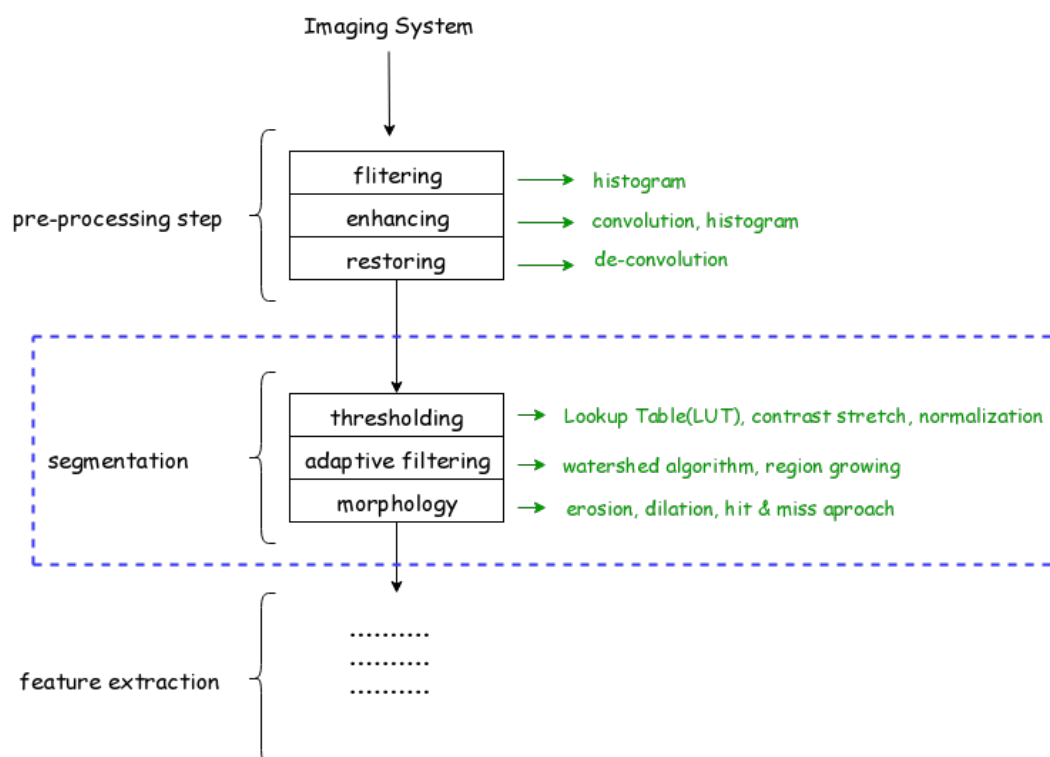 Imaging System
pre-processing step
flitering
histogram
enhancing
convolution, histogram
restoring
de-convolution
segmentation
thresholding
Lookup Table(LUT), contrast stretch, normalization
adaptive filtering
watershed algorithm, region growing
morphology
erosion, dilation, hit & miss aproach
feature extraction
..........
..........
..........